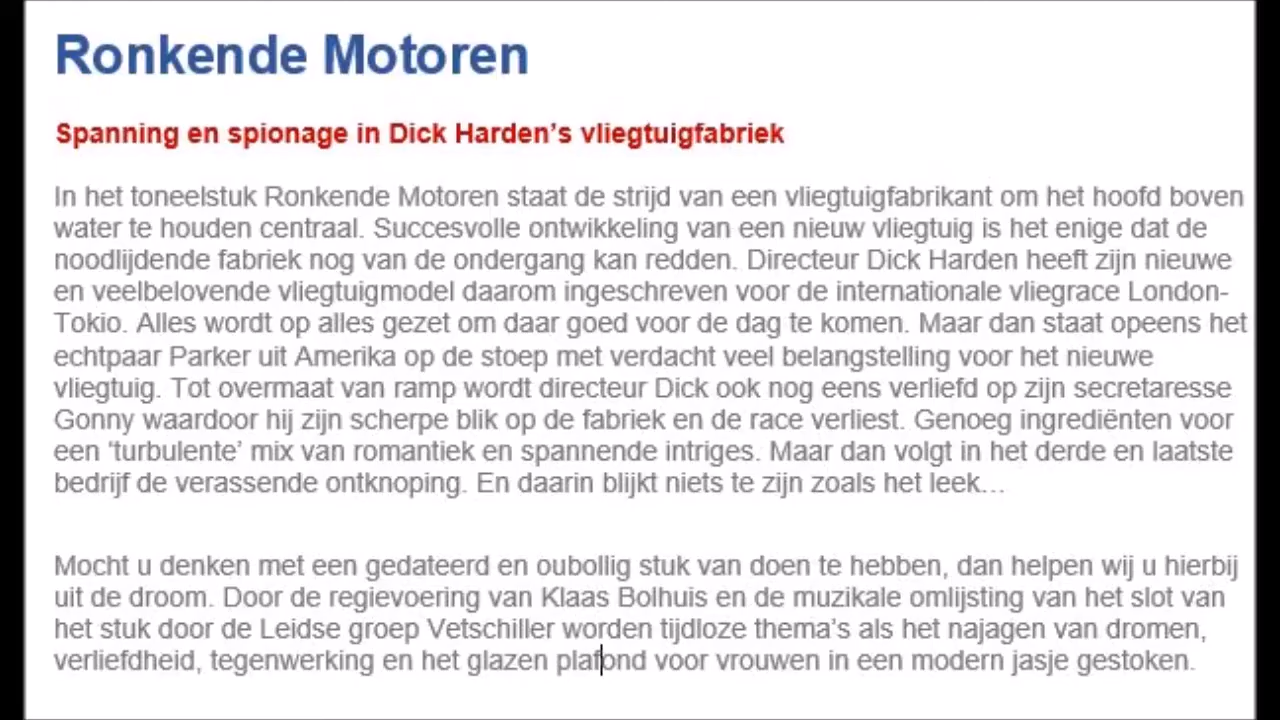 Ronkende Motoren
Spanning en spionage in Dick Harden’s vliegtuigfabriek
In het toneelstuk Ronkende Motoren staat de strijd van een vliegtuigfabrikant om het hoofd boven
water te houden centraal. Succesvolle ontwikkeling van een nieuw vliegtuig is het enige dat de
noodlijdende fabriek nog van de ondergang kan redden. Directeur Dick Harden heeft zijn nieuwe
en veelbelovende vliegtuigmodel daarom ingeschreven voor de internationale vliegrace London-
Tokio. Alles wordt op alles gezet om daar goed voor de dag te komen. Maar dan staat opeens het
echtpaar Parker uit Amerika op de stoep met verdacht veel belangstelling voor het nieuwe
vliegtuig. Tot overmaat van ramp wordt directeur Dick ook nog eens verliefd op zijn secretaresse
Gonny waardoor hij zijn scherpe blik op de fabriek en de race verliest. Genoeg ingrediënten voor
een ‘turbulente’ mix van romantiek en spannende intriges. Maar dan volgt in het derde en laatste
bedrijf de verassende ontknoping. En daarin blijkt niets te zijn zoals het leek…
Mocht u denken met een gedateerd en oubollig stuk van doen te hebben, dan helpen wij u hierbij
uit de droom. Door de regievoering van Klaas Bolhuis en de muzikale omlijsting van het slot van
het stuk door de Leidse groep Vetschiller worden tijdloze thema’s als het najagen van dromen,
verliefdheid, tegenwerking en het glazen plafond voor vrouwen in een modern jasje gestoken.